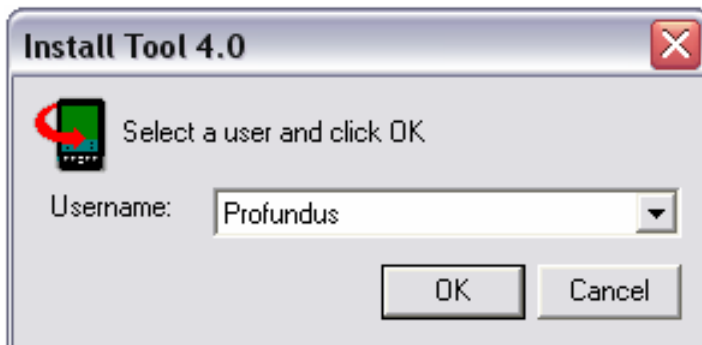 Install Tool 4.0
Select a user and click OK
Username: Profundus
OK Cancel